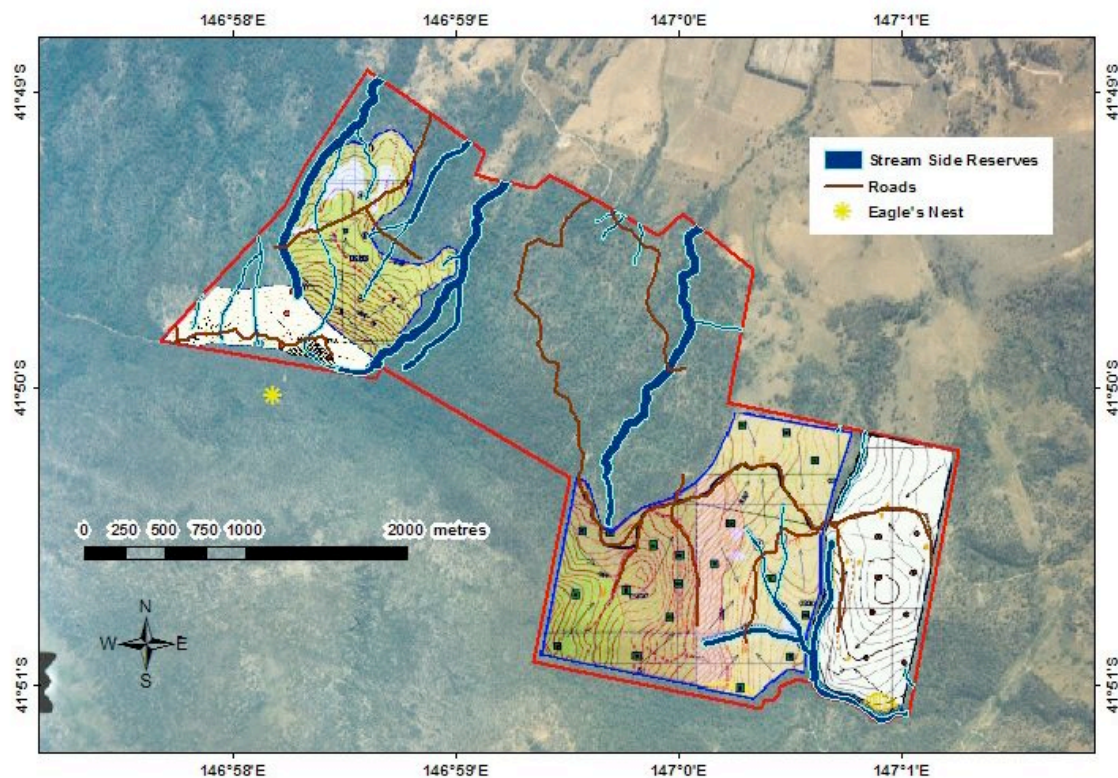 146°58'E 146°59'E 147°0'E 147°1'E
41°49'S 41°49'S
Stream Side Reserves
Roads
Eagle's Nest
41°50'S 41°50'S
0 250 500 750 1000 2000 metres
N
W E
S
41°51'S 41°51'S
146°58'E 146°59'E 147°0'E 147°1'E